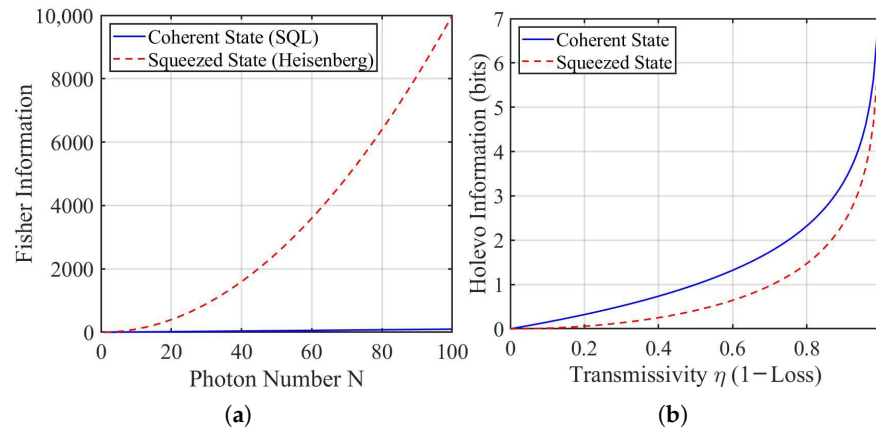 10,000
8000
6000
4000
2000
0
Fisher Information
Coherent State (SQL)
Squeezed State (Heisenberg)
0 20 40 60 80 100
Photon Number N
(a)
7
6
5
4
3
2
1
0
Holevo Information (bits)
Coherent State
Squeezed State
0 0.2 0.4 0.6 0.8
Transmissivity η (1−Loss)
(b)